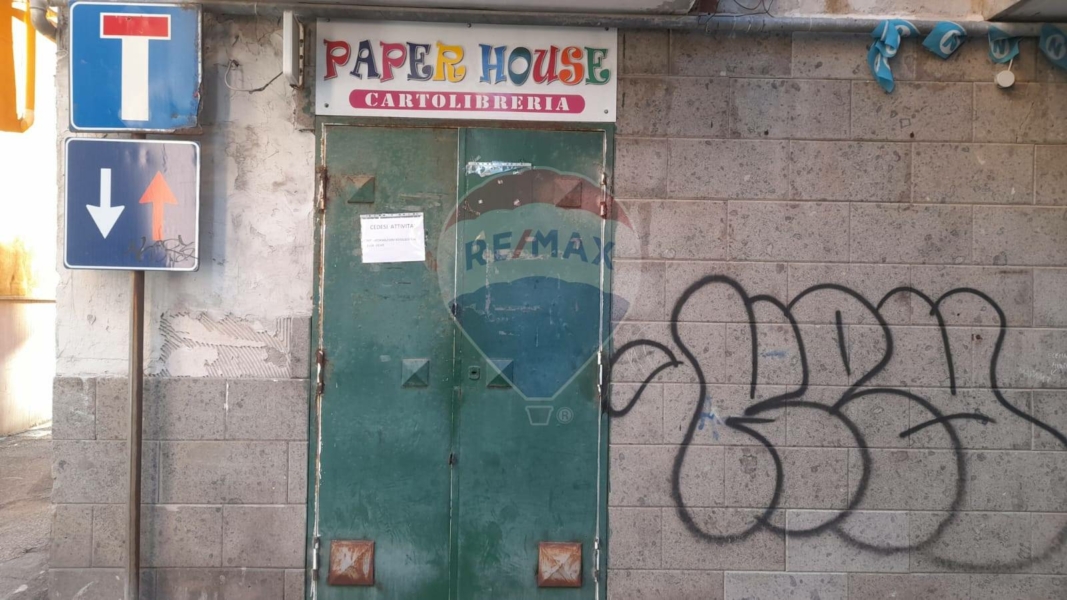 PAPER HOUSE
CARTOLIBRERIA
CEDESI ATTIVITÀ
RE/MAX
®